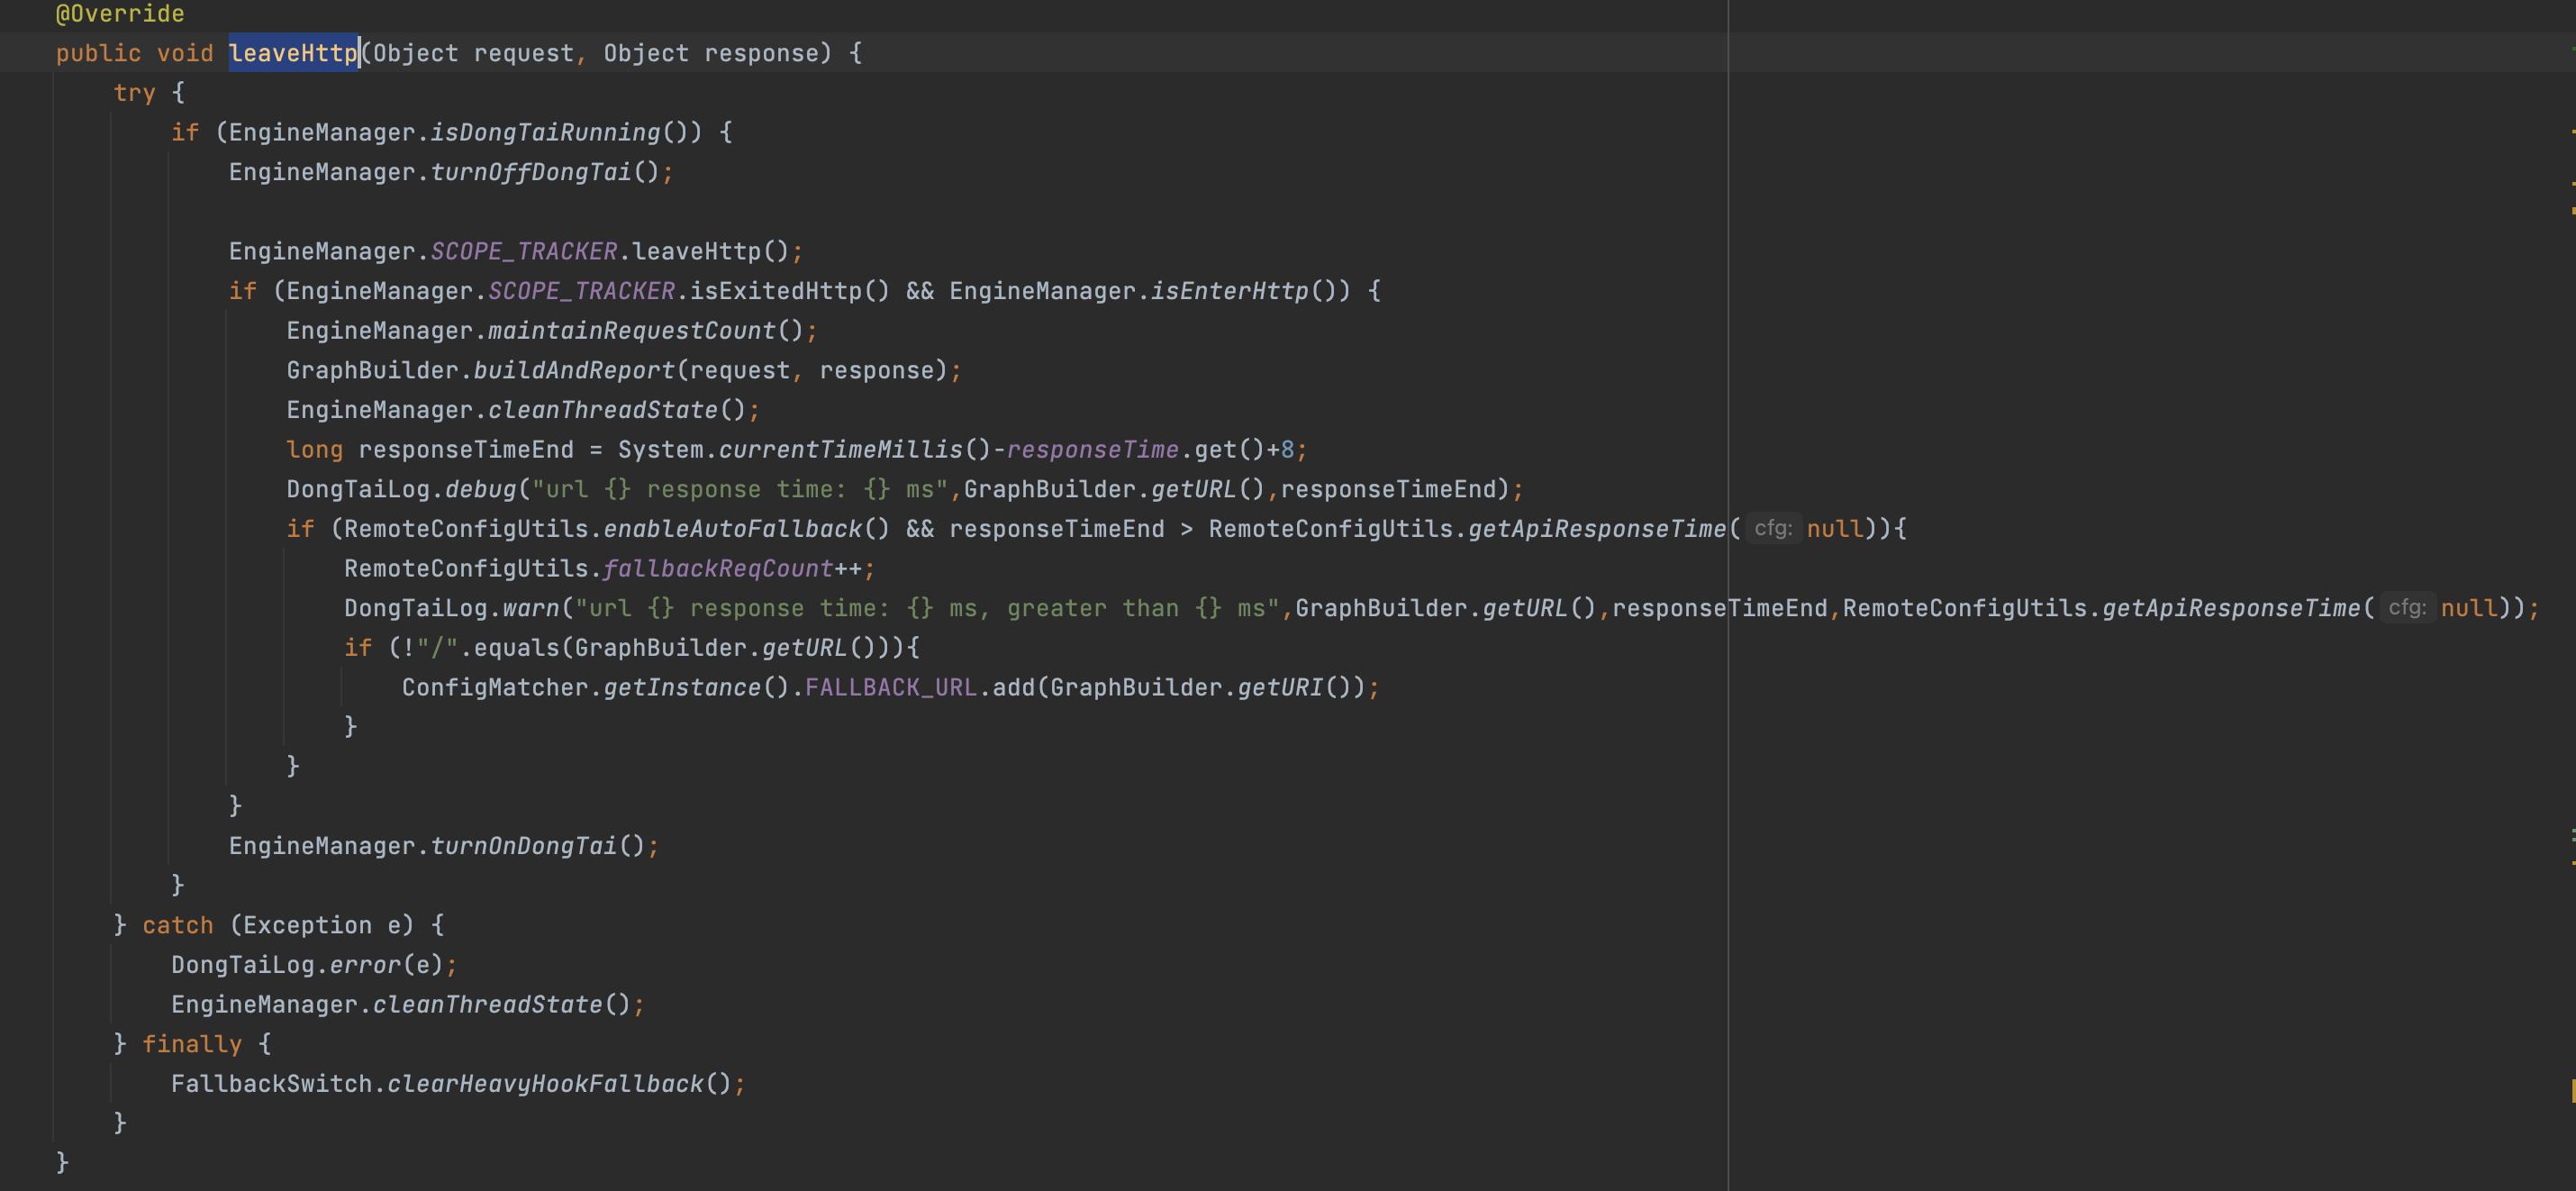 @Override
public void leaveHttp(Object request, Object response) {
try {
if (EngineManager.isDongTaiRunning()) {
EngineManager.turnOffDongTai();
EngineManager.SCOPE_TRACKER.leaveHttp();
if (EngineManager.SCOPE_TRACKER.isExitedHttp() && EngineManager.isEnterHttp()) {
EngineManager.maintainRequestCount();
GraphBuilder.buildAndReport(request, response);
EngineManager.cleanThreadState();
long responseTimeEnd = System.currentTimeMillis()-responseTime.get()+8;
DongTaiLog.debug("url {} response time: {} ms",GraphBuilder.getURL(),responseTimeEnd);
if (RemoteConfigUtils.enableAutoFallback() && responseTimeEnd > RemoteConfigUtils.getApiResponseTime( cfg: null)){
RemoteConfigUtils.fallbackReqCount++;
DongTaiLog.warn("url {} response time: {} ms, greater than {} ms",GraphBuilder.getURL(),responseTimeEnd,RemoteConfigUtils.getApiResponseTime( cfg: null));
if (!"/".equals(GraphBuilder.getURL())){
ConfigMatcher.getInstance().FALLBACK_URL.add(GraphBuilder.getURI());
}
}
}
EngineManager.turnOnDongTai();
}
} catch (Exception e) {
DongTaiLog.error(e);
EngineManager.cleanThreadState();
} finally {
FallbackSwitch.clearHeavyHookFallback();
}
}